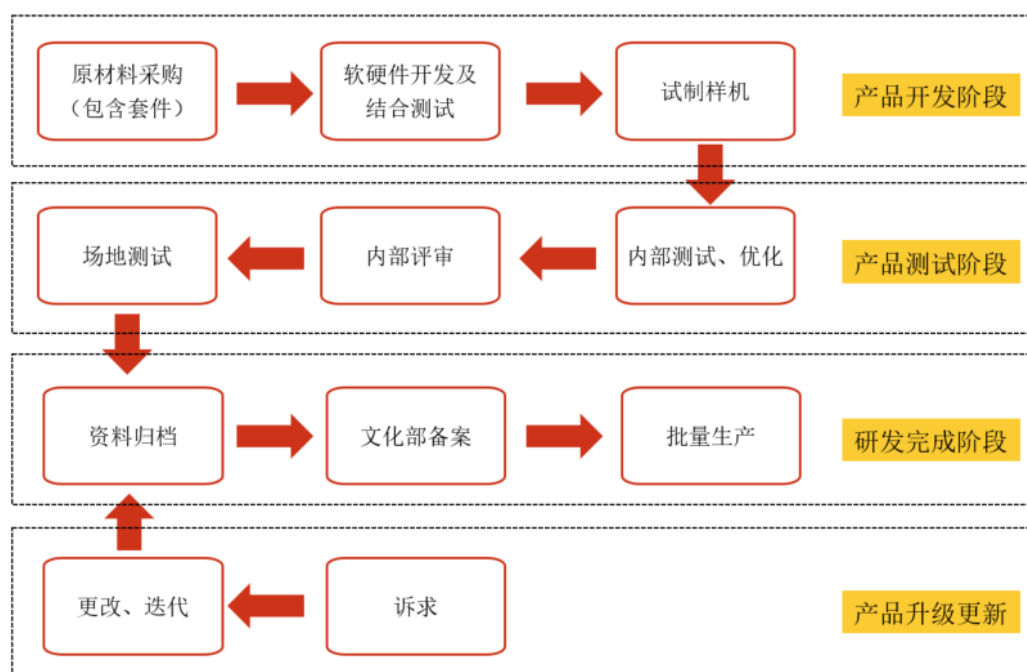 原材料采购
（包含套件）
软硬件开发及
结合测试
试制样机
产品开发阶段
场地测试
内部评审
内部测试、优化
产品测试阶段
资料归档
文化部备案
批量生产
研发完成阶段
更改、迭代
诉求
产品升级更新